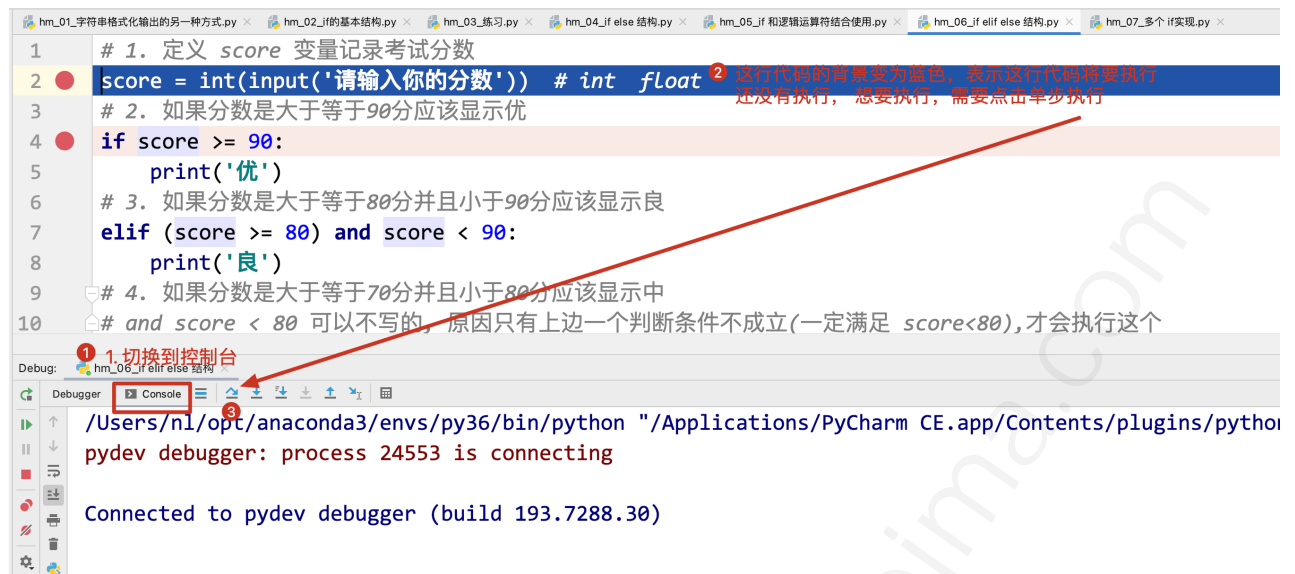 hm_01_字符串格式化输出的另一种方式.py hm_02_if的基本结构.py hm_03_练习.py hm_04_if else 结构.py hm_05_if 和逻辑运算符结合使用.py hm_06_if elif else 结构.py hm_07_多个 if实现.py
1 # 1. 定义 score 变量记录考试分数
2 score = int(input('请输入你的分数')) # int float 2 这行代码的背景变为蓝色，表示这行代码将要执行
还没有执行， 想要执行，需要点击单步执行
3 # 2. 如果分数是大于等于90分应该显示优
4 if score >= 90:
5 print('优')
6 # 3. 如果分数是大于等于80分并且小于90分应该显示良
7 elif (score >= 80) and score < 90:
8 print('良')
9 # 4. 如果分数是大于等于70分并且小于80分应该显示中
10 # and score < 80 可以不写的, 原因只有上边一个判断条件不成立(一定满足 score<80),才会执行这个
1 1. 切换到控制台
Debug: hm_06_if elif else 结构
Debugger Console
3
/Users/nl/opt/anaconda3/envs/py36/bin/python "/Applications/PyCharm CE.app/Contents/plugins/python
pydev debugger: process 24553 is connecting
Connected to pydev debugger (build 193.7288.30)